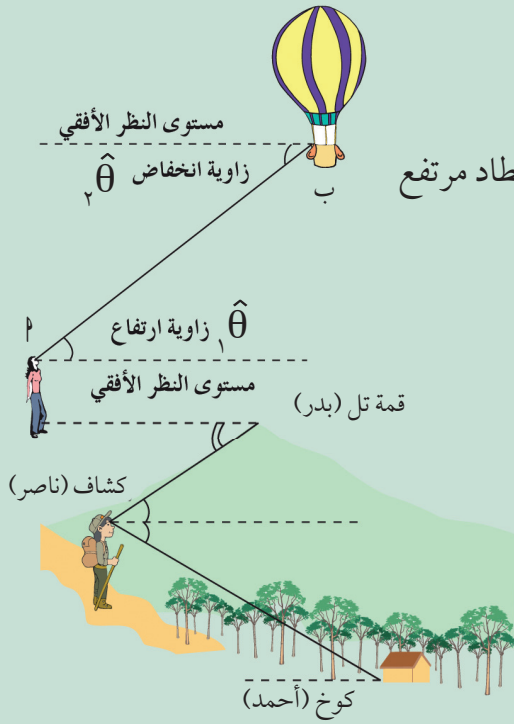 مستوى النظر الأفقي
زاوية انخفاض θ̂٢
ب
طاد مرتفع
θ̂١ زاوية ارتفاع
مستوى النظر الأفقي
قمة تل (بدر)
كشاف (ناصر)
كوخ (أحمد)